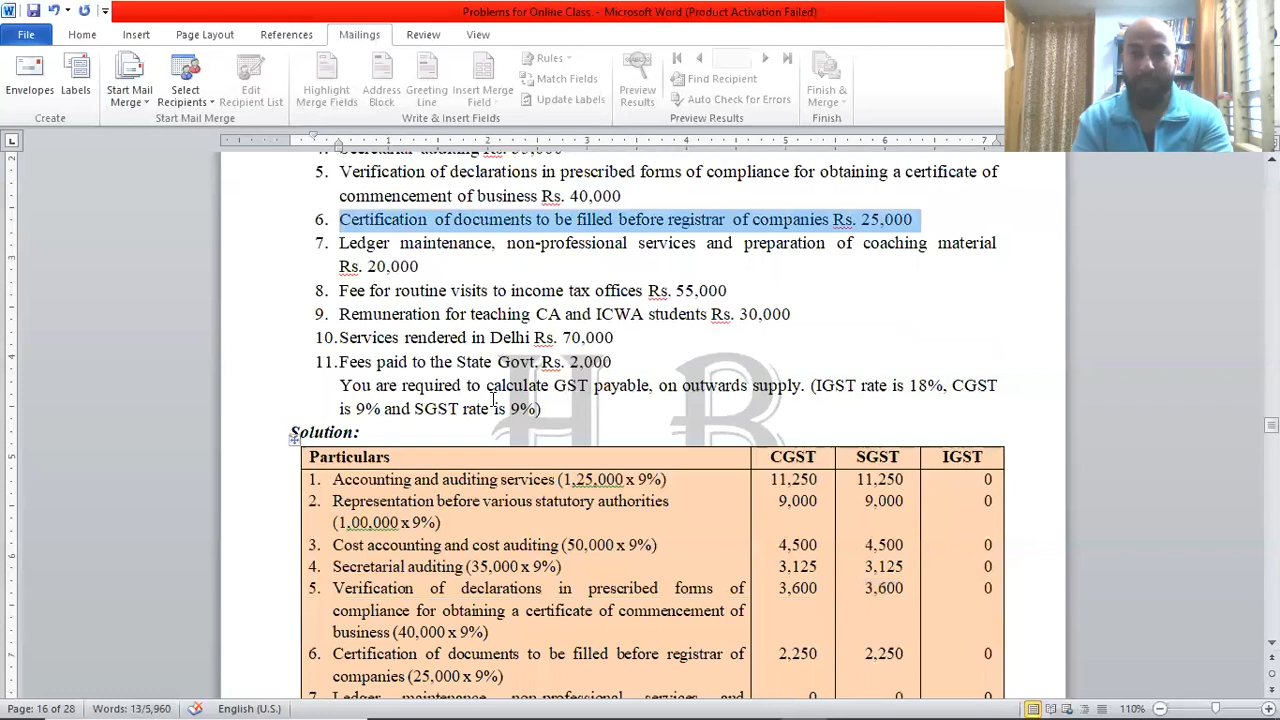 Problems for Online Class. - Microsoft Word (Product Activation Failed)
File Home Insert Page Layout References Mailings Review View
Envelopes Labels Start Mail Merge Select Recipients Edit Recipient List Highlight Merge Fields Address Block Greeting Line Insert Merge Field Rules Match Fields Update Labels Preview Results Find Recipient Auto Check for Errors Finish & Merge
Create Start Mail Merge Write & Insert Fields Preview Results Finish
5. Verification of declarations in prescribed forms of compliance for obtaining a certificate of
commencement of business Rs. 40,000
6. Certification of documents to be filled before registrar of companies Rs. 25,000
7. Ledger maintenance, non-professional services and preparation of coaching material
Rs. 20,000
8. Fee for routine visits to income tax offices Rs. 55,000
9. Remuneration for teaching CA and ICWA students Rs. 30,000
10. Services rendered in Delhi Rs. 70,000
11. Fees paid to the State Govt. Rs. 2,000
You are required to calculate GST payable, on outwards supply. (IGST rate is 18%, CGST
is 9% and SGST rate is 9%)
H B
Solution:
Particulars CGST SGST IGST
1. Accounting and auditing services (1,25,000 x 9%) 11,250 11,250 0
2. Representation before various statutory authorities 9,000 9,000 0
(1,00,000 x 9%)
3. Cost accounting and cost auditing (50,000 x 9%) 4,500 4,500 0
4. Secretarial auditing (35,000 x 9%) 3,125 3,125 0
5. Verification of declarations in prescribed forms of 3,600 3,600 0
compliance for obtaining a certificate of commencement of
business (40,000 x 9%)
6. Certification of documents to be filled before registrar of 2,250 2,250 0
companies (25,000 x 9%)
7. Ledger maintenance, non-professional services and 0 0 0
Page: 16 of 28 Words: 13/5,960 English (U.S.) 110%